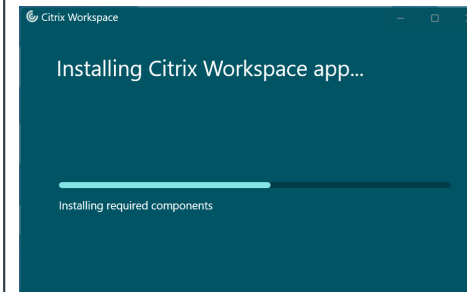 Citrix Workspace
Installing Citrix Workspace app...
Installing required components